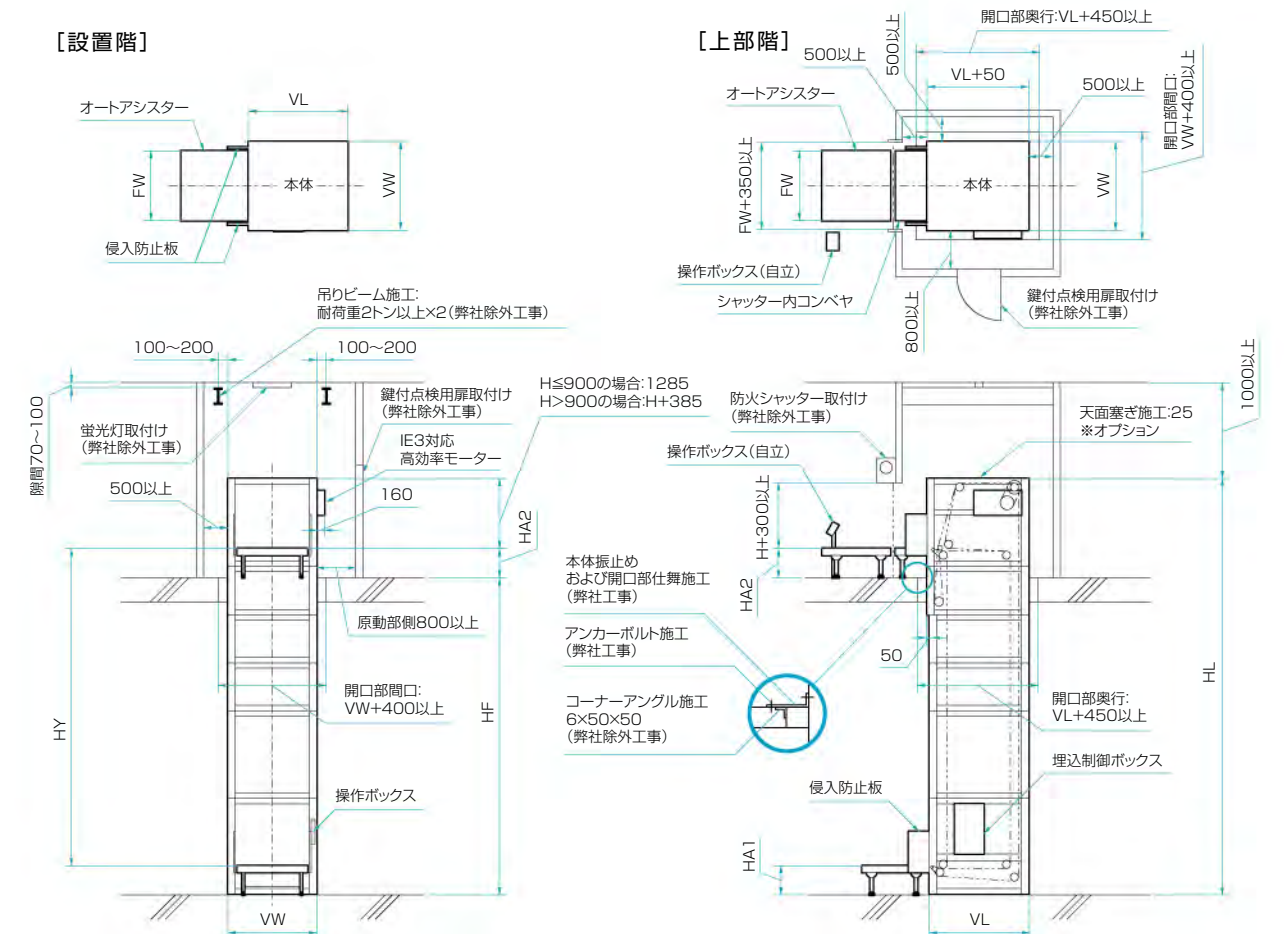 ［設置階］
オートアシスター
VL
FW
本体
VW
侵入防止板
［上部階］
500以上
500以上
開口部奥行:VL+450以上
VL+50
500以上
開口部間口:
VW+400以上
オートアシスター
FW+350以上
FW
本体
VW
操作ボックス（自立）
シャッター内コンベヤ
800以上
鍵付点検用扉取付け
（弊社除外工事）
吊りビーム施工:
耐荷重2トン以上×2（弊社除外工事）
100～200
100～200
隙間70～100
蛍光灯取付け
（弊社除外工事）
鍵付点検用扉取付け
（弊社除外工事）
IE3対応
高効率モーター
H≤900の場合:1285
H>900の場合:H+385
500以上
160
HA2
原動部側800以上
開口部間口:
VW+400以上
HY
HF
操作ボックス
VW
防火シャッター取付け
（弊社除外工事）
操作ボックス（自立）
天面塞ぎ施工:25
※オプション
1000以上
H+300以上
HA2
本体振止め
および開口部仕舞施工
（弊社工事）
アンカーボルト施工
（弊社工事）
コーナーアングル施工
6×50×50
（弊社除外工事）
50
開口部奥行:
VL+450以上
HL
埋込制御ボックス
侵入防止板
HA1
VL